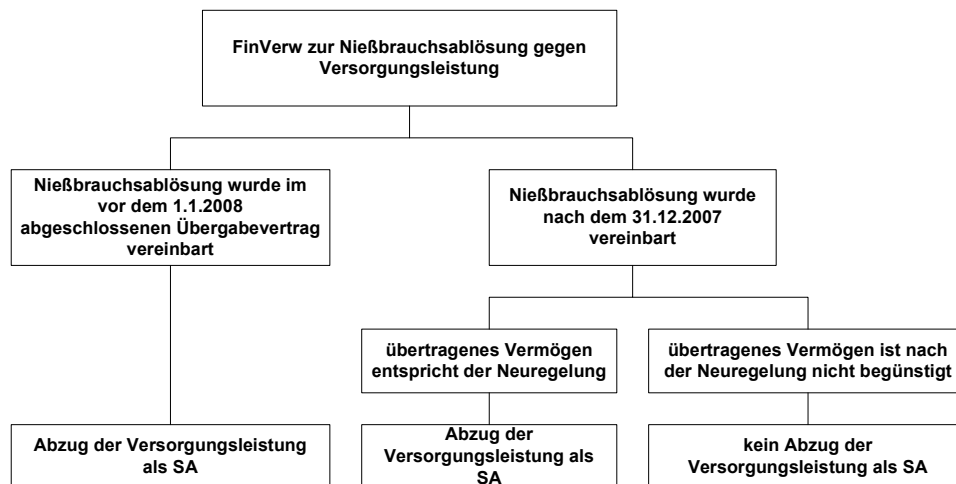 FinVerw zur Nießbrauchsablösung gegen
Versorgungsleistung
Nießbrauchsablösung wurde im
vor dem 1.1.2008
abgeschlossenen Übergabevertrag
vereinbart
Nießbrauchsablösung wurde
nach dem 31.12.2007
vereinbart
übertragenes Vermögen
entspricht der Neuregelung
übertragenes Vermögen ist nach
der Neuregelung nicht begünstigt
Abzug der Versorgungsleistung
als SA
Abzug der
Versorgungsleistung als
SA
kein Abzug der
Versorgungsleistung als SA